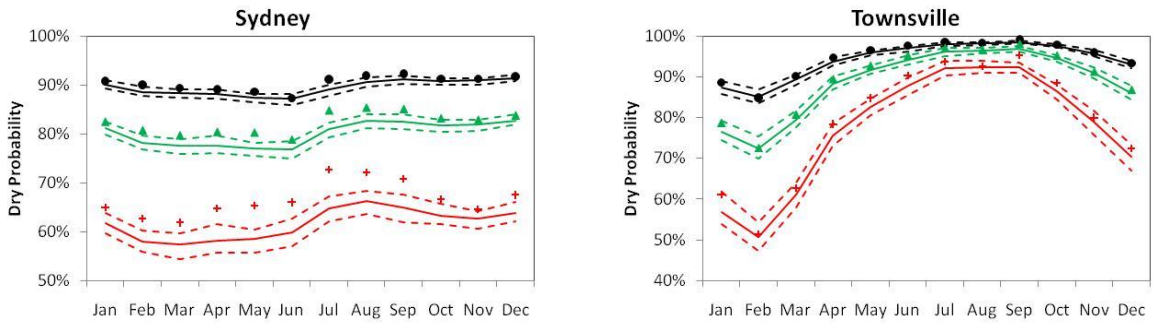 Sydney
100%
90%
80%
70%
60%
50%
Dry Probability
Jan Feb Mar Apr May Jun Jul Aug Sep Oct Nov Dec
Townsville
100%
90%
80%
70%
60%
50%
40%
Dry Probability
Jan Feb Mar Apr May Jun Jul Aug Sep Oct Nov Dec